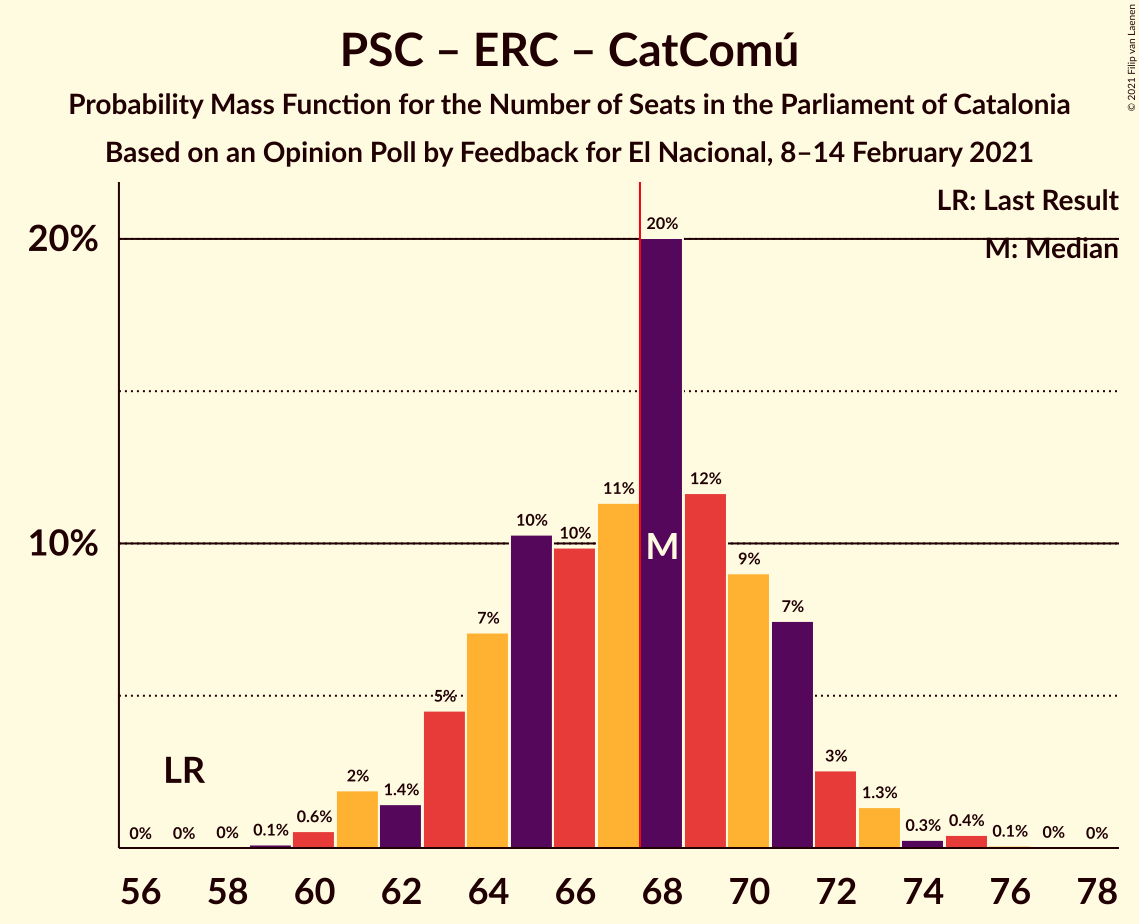 PSC – ERC – CatComú
Probability Mass Function for the Number of Seats in the Parliament of Catalonia
Based on an Opinion Poll by Feedback for El Nacional, 8–14 February 2021
© 2021 Filip van Laenen
LR: Last Result
M: Median
20%
10%
0% 0% 0% 0.1% 0.6% 2% 1.4% 5% 7% 10% 10% 11% 20% 12% 9% 7% 3% 1.3% 0.3% 0.4% 0.1% 0% 0%
LR
M
56 58 60 62 64 66 68 70 72 74 76 78